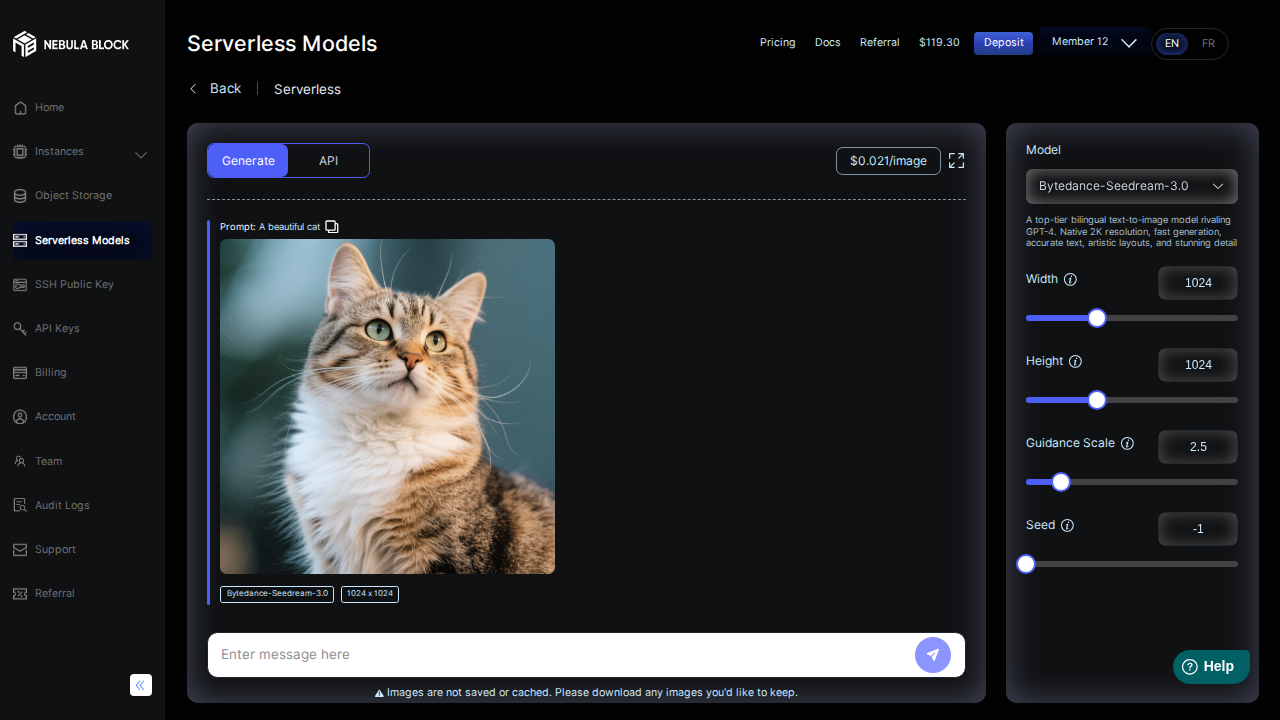 NEBULA BLOCK
Serverless Models
Pricing
Docs
Referral
$119.30
Deposit
Member 12
EN
FR
Back
Serverless
Home
Instances
Object Storage
Serverless Models
SSH Public Key
API Keys
Billing
Account
Team
Audit Logs
Support
Referral
Generate
API
$0.021/image
Prompt: A beautiful cat
Bytedance-Seedream-3.0
1024 x 1024
Enter message here
Images are not saved or cached. Please download any images you'd like to keep.
Model
Bytedance-Seedream-3.0
A top-tier bilingual text-to-image model rivaling
GPT-4. Native 2K resolution, fast generation,
accurate text, artistic layouts, and stunning detail
Width
1024
Height
1024
Guidance Scale
2.5
Seed
-1
Help